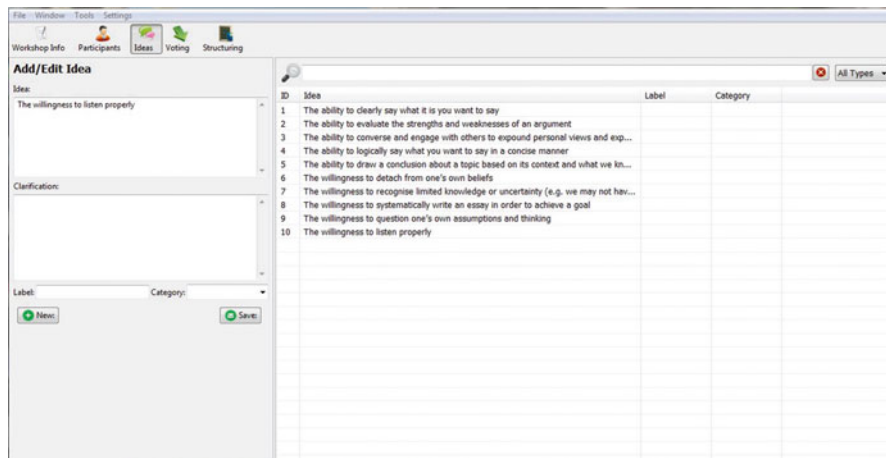 File Window Tools Settings
Workshop Info Participants Ideas Voting Structuring
Add/Edit Idea
Idea:
The willingness to listen properly
Clarification:
Label: Category:
New: Save:
All Types
ID Idea Label Category
1 The ability to clearly say what it is you want to say
2 The ability to evaluate the strengths and weaknesses of an argument
3 The ability to converse and engage with others to expound personal views and exp...
4 The ability to logically say what you want to say in a concise manner
5 The ability to draw a conclusion about a topic based on its context and what we kn...
6 The willingness to detach from one's own beliefs
7 The willingness to recognise limited knowledge or uncertainty (e.g. we may not hav...
8 The willingness to systematically write an essay in order to achieve a goal
9 The willingness to question one's own assumptions and thinking
10 The willingness to listen properly